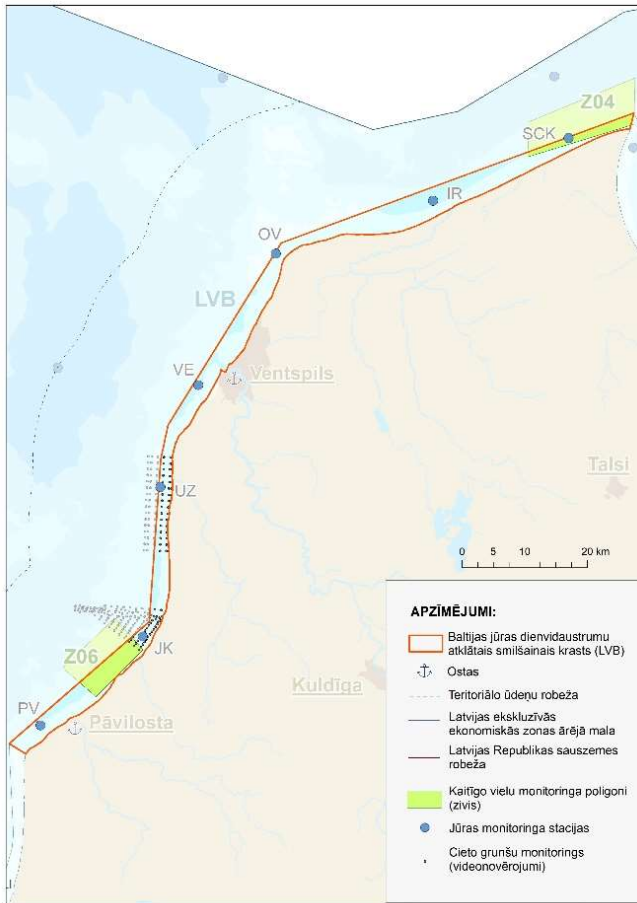 Z04
SCK
IR
OV
LVB
VE
Ventspils
Talsi
UZ
0 5 10 20 km
JK
Z06
Kuldīga
PV
Pāvilosta
APZĪMĒJUMI:
Baltijas jūras dienvidaustrumu
atklātais smilšainais krasts (LVB)
Ostas
Teritoriālo ūdeņu robeža
Latvijas ekskluzīvās
ekonomiskās zonas ārējā mala
Latvijas Republikas sauszemes
robeža
Kaitīgo vielu monitoringa poligoni
(zivis)
Jūras monitoringa stacijas
Cieto grunšu monitorings
(videonovērojumi)